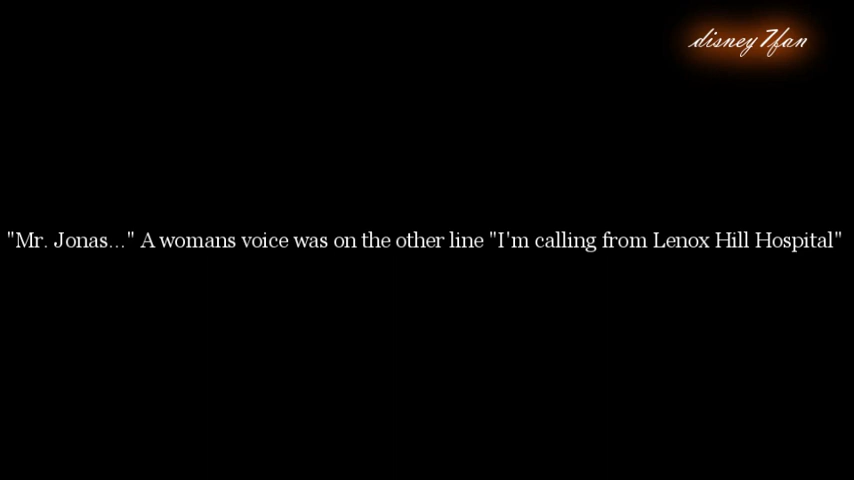 disney7fan
"Mr. Jonas..." A womans voice was on the other line "I'm calling from Lenox Hill Hospital"